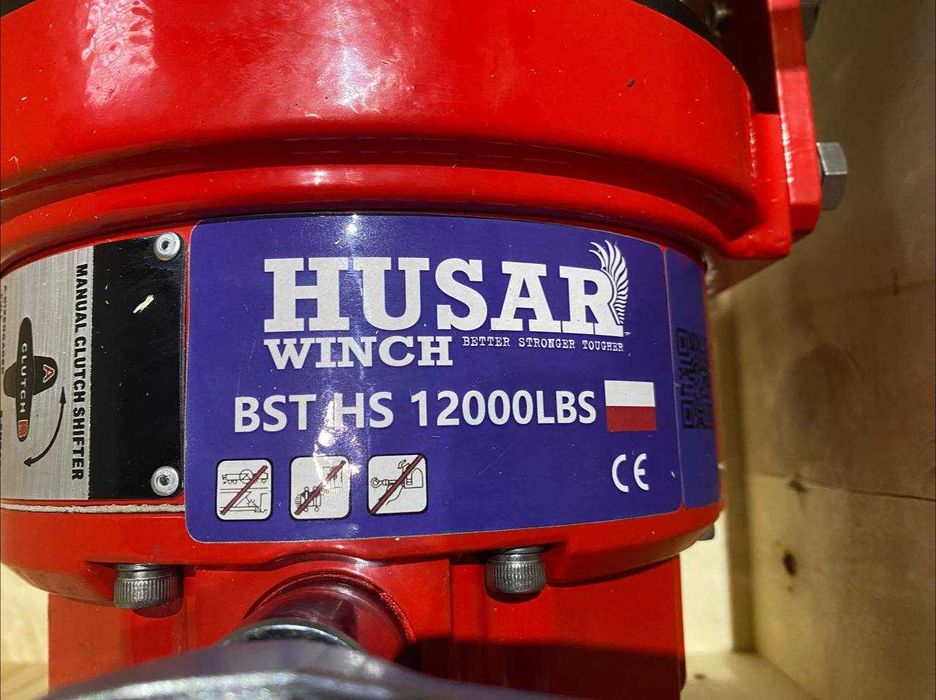 HUSAR
WINCH BETTER STRONGER TOUGHER
BST HS 12000LBS
CE
MANUAL CLUTCH SHIFTER
CLUTCH
A